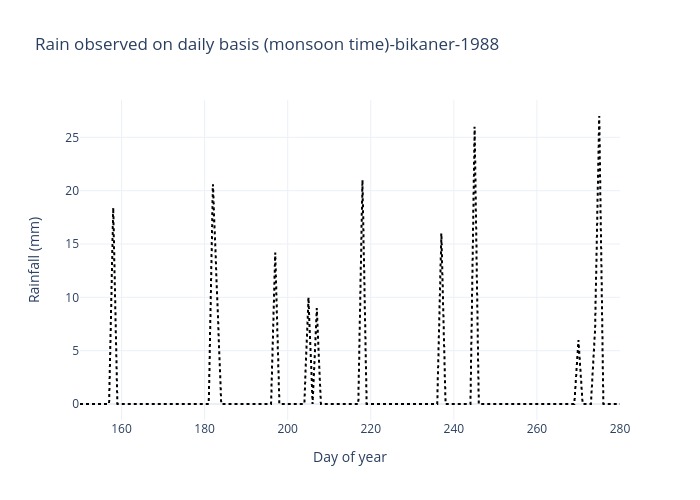 Rain observed on daily basis (monsoon time)-bikaner-1988
Rainfall (mm)
25
20
15
10
5
0
160 180 200 220 240 260 280
Day of year